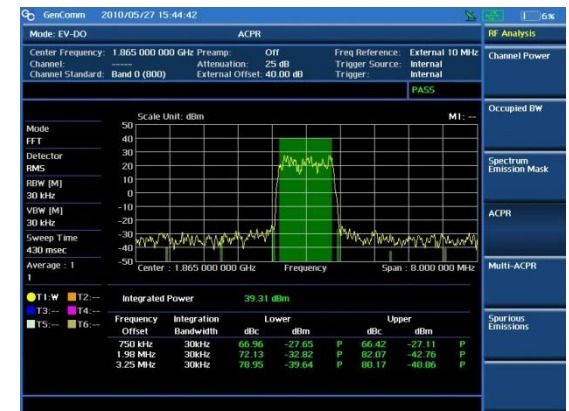 GenComm 2010/05/27 15:44:42 6%
Mode: EV-DO ACPR RF Analysis
Center Frequency: 1.865 000 000 GHz Preamp: Off Freq Reference: External 10 MHz
Channel: ----- Attenuation: 25 dB Trigger Source: Internal
Channel Standard: Band 0 (800) External Offset: 40.00 dB Trigger: Internal
PASS
Channel Power
Occupied BW
Spectrum
Emission Mask
ACPR
Multi-ACPR
Spurious
Emissions
Scale Unit: dBm M1: --
Mode
FFT
Detector
RMS
RBW [M]
30 kHz
VBW [M]
30 kHz
Sweep Time
430 msec
Average : 1
1
50
40
30
20
10
0
-10
-20
-30
-40
-50
Center : 1.865 000 000 GHz Frequency Span : 8.000 000 MHz
T1:W T2:--
T3:-- T4:--
T5:-- T6:--
Integrated Power 39.31 dBm
Frequency Integration Lower Upper
Offset Bandwidth dBc dBm dBc dBm
750 kHz 30kHz 66.96 -27.65 P 66.42 -27.11 P
1.98 MHz 30kHz 72.13 -32.82 P 82.07 -42.76 P
3.25 MHz 30kHz 78.95 -39.64 P 80.17 -40.86 P